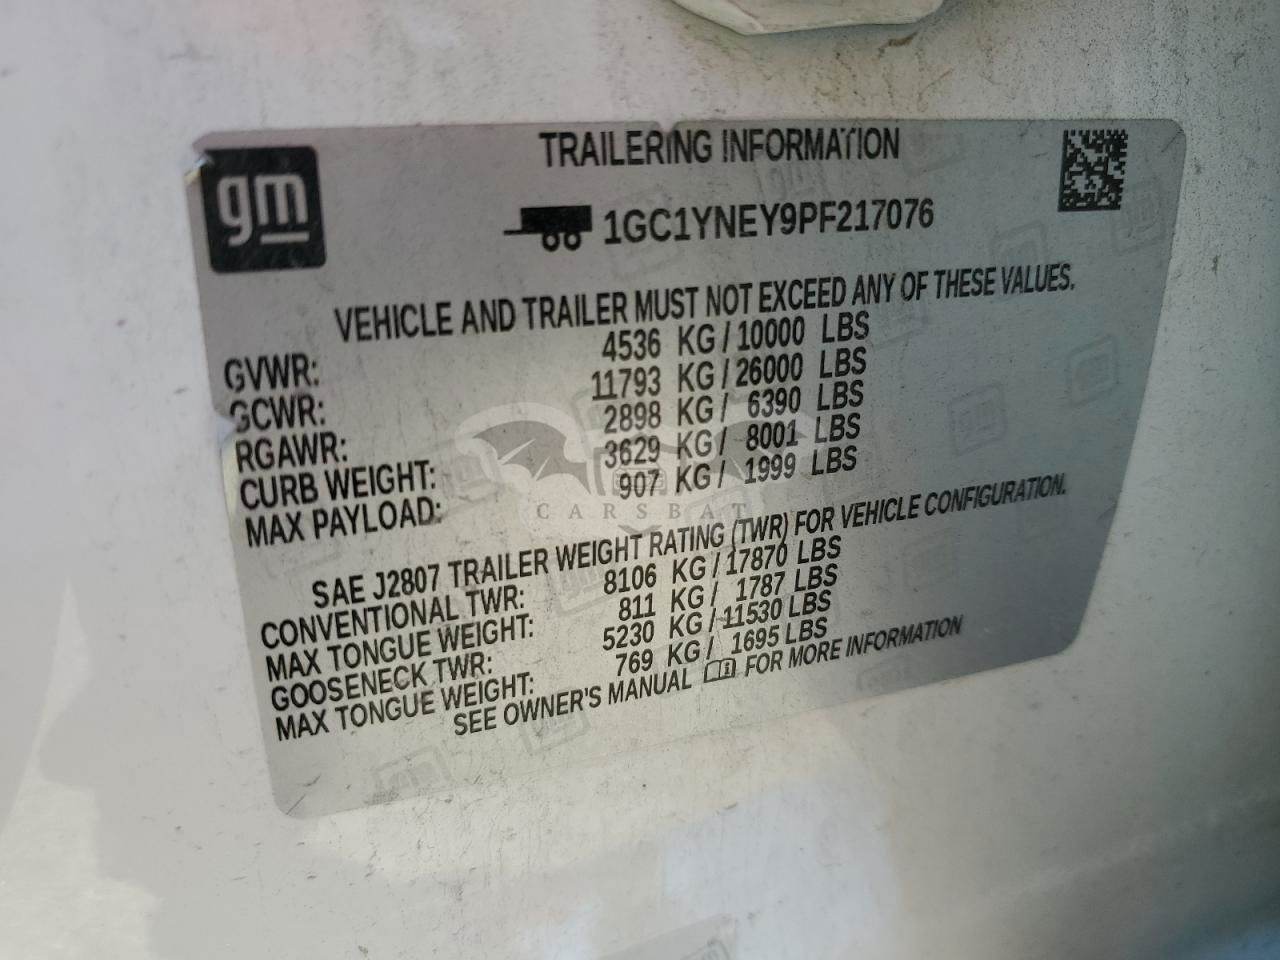 gm
TRAILERING INFORMATION
1GC1YNEY9PF217076
VEHICLE AND TRAILER MUST NOT EXCEED ANY OF THESE VALUES.
GVWR: 4536 KG / 10000 LBS
GCWR: 11793 KG / 26000 LBS
RGAWR: 2898 KG / 6390 LBS
CURB WEIGHT: 3629 KG / 8001 LBS
MAX PAYLOAD: 907 KG / 1999 LBS
CARSBAT
SAE J2807 TRAILER WEIGHT RATING (TWR) FOR VEHICLE CONFIGURATION.
CONVENTIONAL TWR: 8106 KG / 17870 LBS
MAX TONGUE WEIGHT: 811 KG / 1787 LBS
GOOSENECK TWR: 5230 KG / 11530 LBS
MAX TONGUE WEIGHT: 769 KG / 1695 LBS
SEE OWNER'S MANUAL FOR MORE INFORMATION